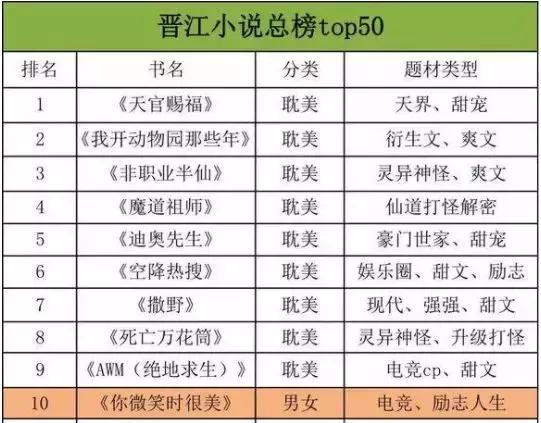 晋江小说总榜top50
排名 书名 分类 题材类型
1 《天官赐福》 耽美 天界、甜宠
2 《我开动物园那些年》 耽美 衍生文、爽文
3 《非职业半仙》 耽美 灵异神怪、爽文
4 《魔道祖师》 耽美 仙道打怪解密
5 《迪奥先生》 耽美 豪门世家、甜宠
6 《空降热搜》 耽美 娱乐圈、甜文、励志
7 《撒野》 耽美 现代、强强、甜文
8 《死亡万花筒》 耽美 灵异神怪、升级打怪
9 《AWM（绝地求生）》 耽美 电竞cp、甜文
10 《你微笑时很美》 男女 电竞、励志人生